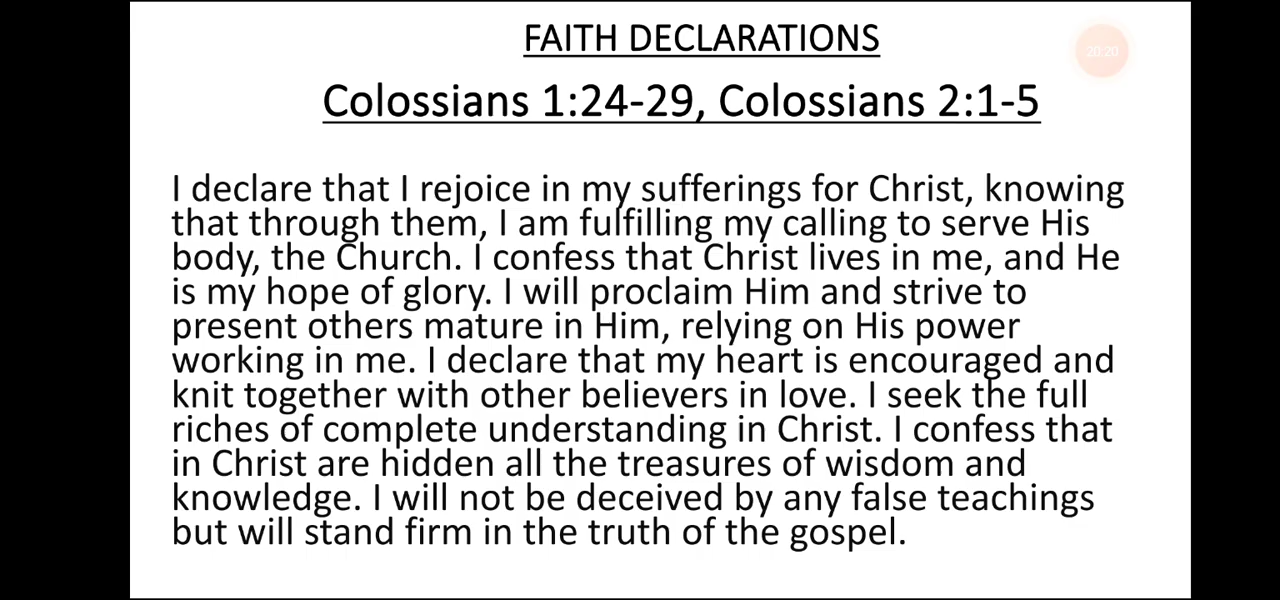 FAITH DECLARATIONS
20:20
Colossians 1:24-29, Colossians 2:1-5
I declare that I rejoice in my sufferings for Christ, knowing
that through them, I am fulfilling my calling to serve His
body, the Church. I confess that Christ lives in me, and He
is my hope of glory. I will proclaim Him and strive to
present others mature in Him, relying on His power
working in me. I declare that my heart is encouraged and
knit together with other believers in love. I seek the full
riches of complete understanding in Christ. I confess that
in Christ are hidden all the treasures of wisdom and
knowledge. I will not be deceived by any false teachings
but will stand firm in the truth of the gospel.